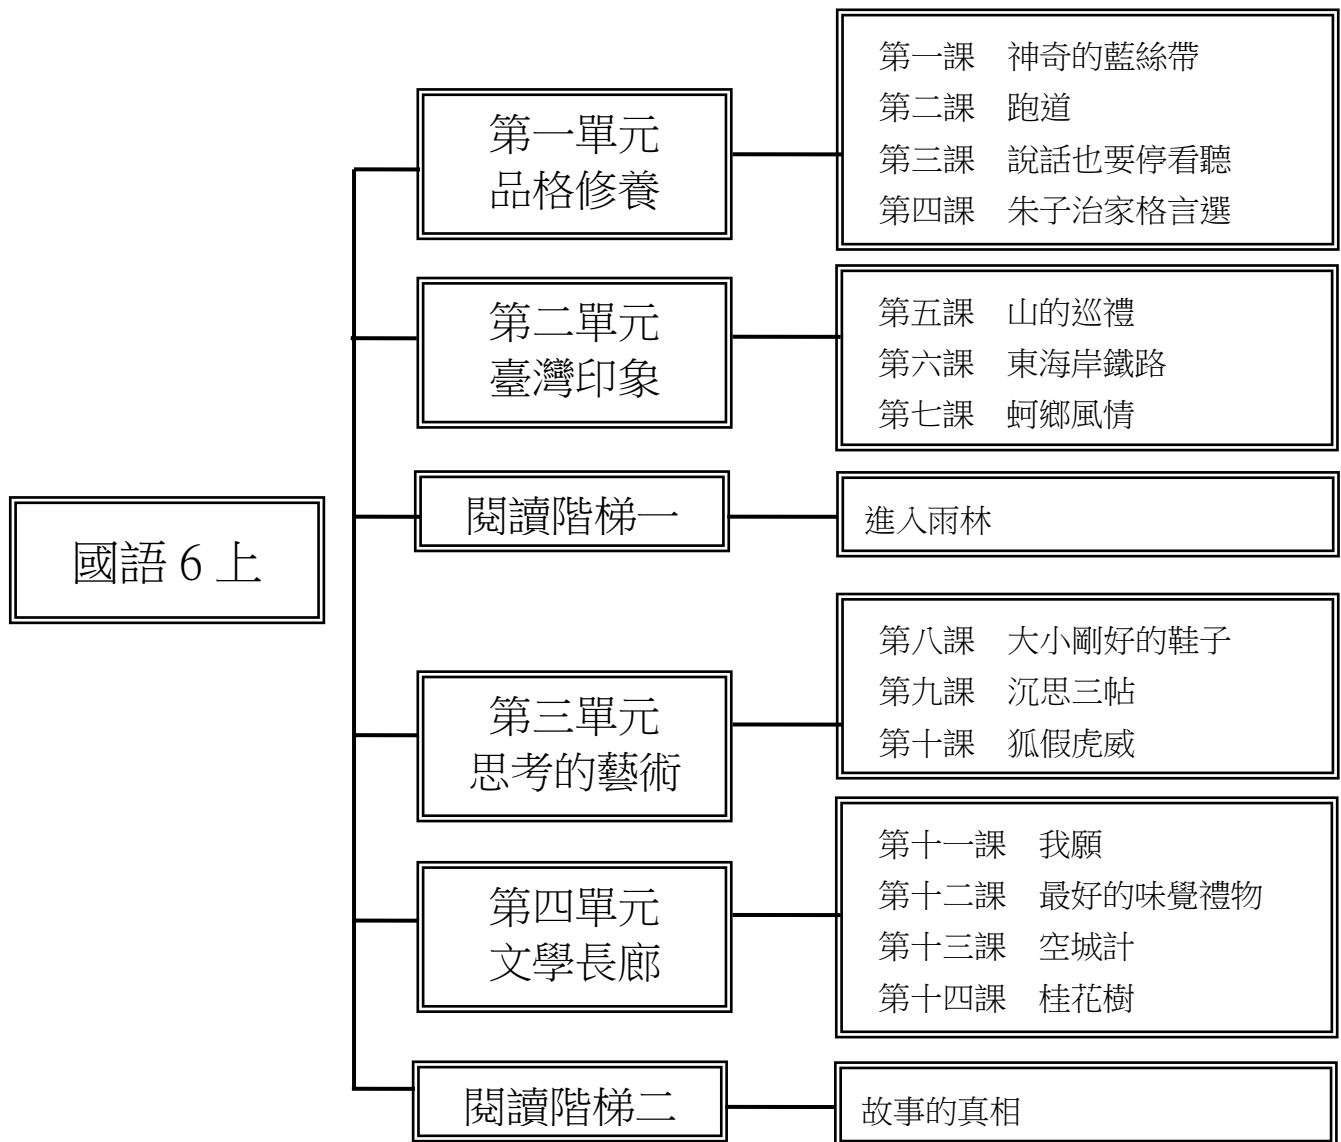 國語 6 上
第一單元
品格修養
第一課　神奇的藍絲帶
第二課　跑道
第三課　說話也要停看聽
第四課　朱子治家格言選
第二單元
臺灣印象
第五課　山的巡禮
第六課　東海岸鐵路
第七課　蚵鄉風情
閱讀階梯一
進入雨林
第三單元
思考的藝術
第八課　大小剛好的鞋子
第九課　沉思三帖
第十課　狐假虎威
第四單元
文學長廊
第十一課　我願
第十二課　最好的味覺禮物
第十三課　空城計
第十四課　桂花樹
閱讀階梯二
故事的真相